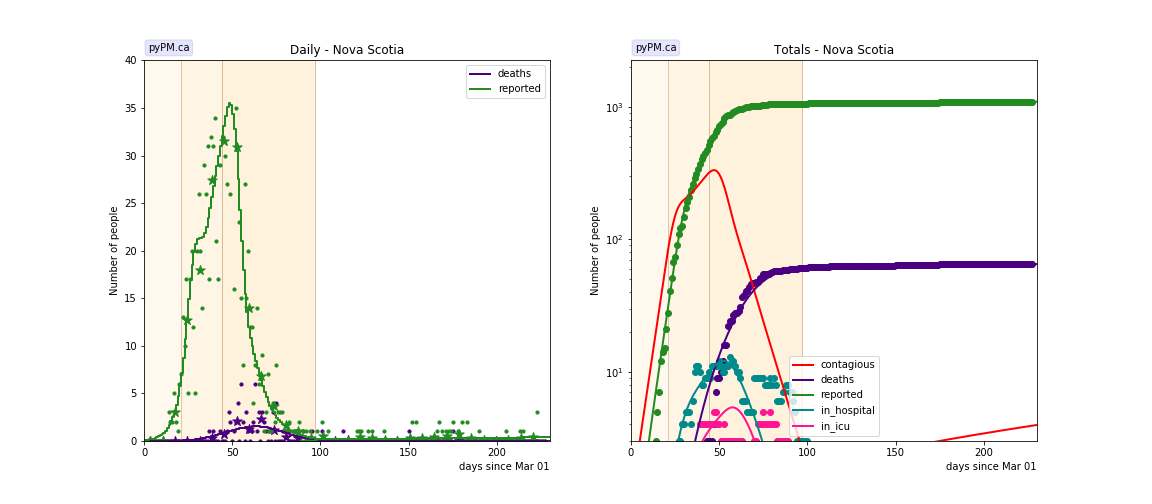 pyPM.ca
Daily - Nova Scotia
deaths
reported
Number of people
40
35
30
25
20
15
10
5
0
0
50
100
150
200
days since Mar 01
pyPM.ca
Totals - Nova Scotia
Number of people
10³
10²
10¹
contagious
deaths
reported
in_hospital
in_icu
0
50
100
150
200
days since Mar 01